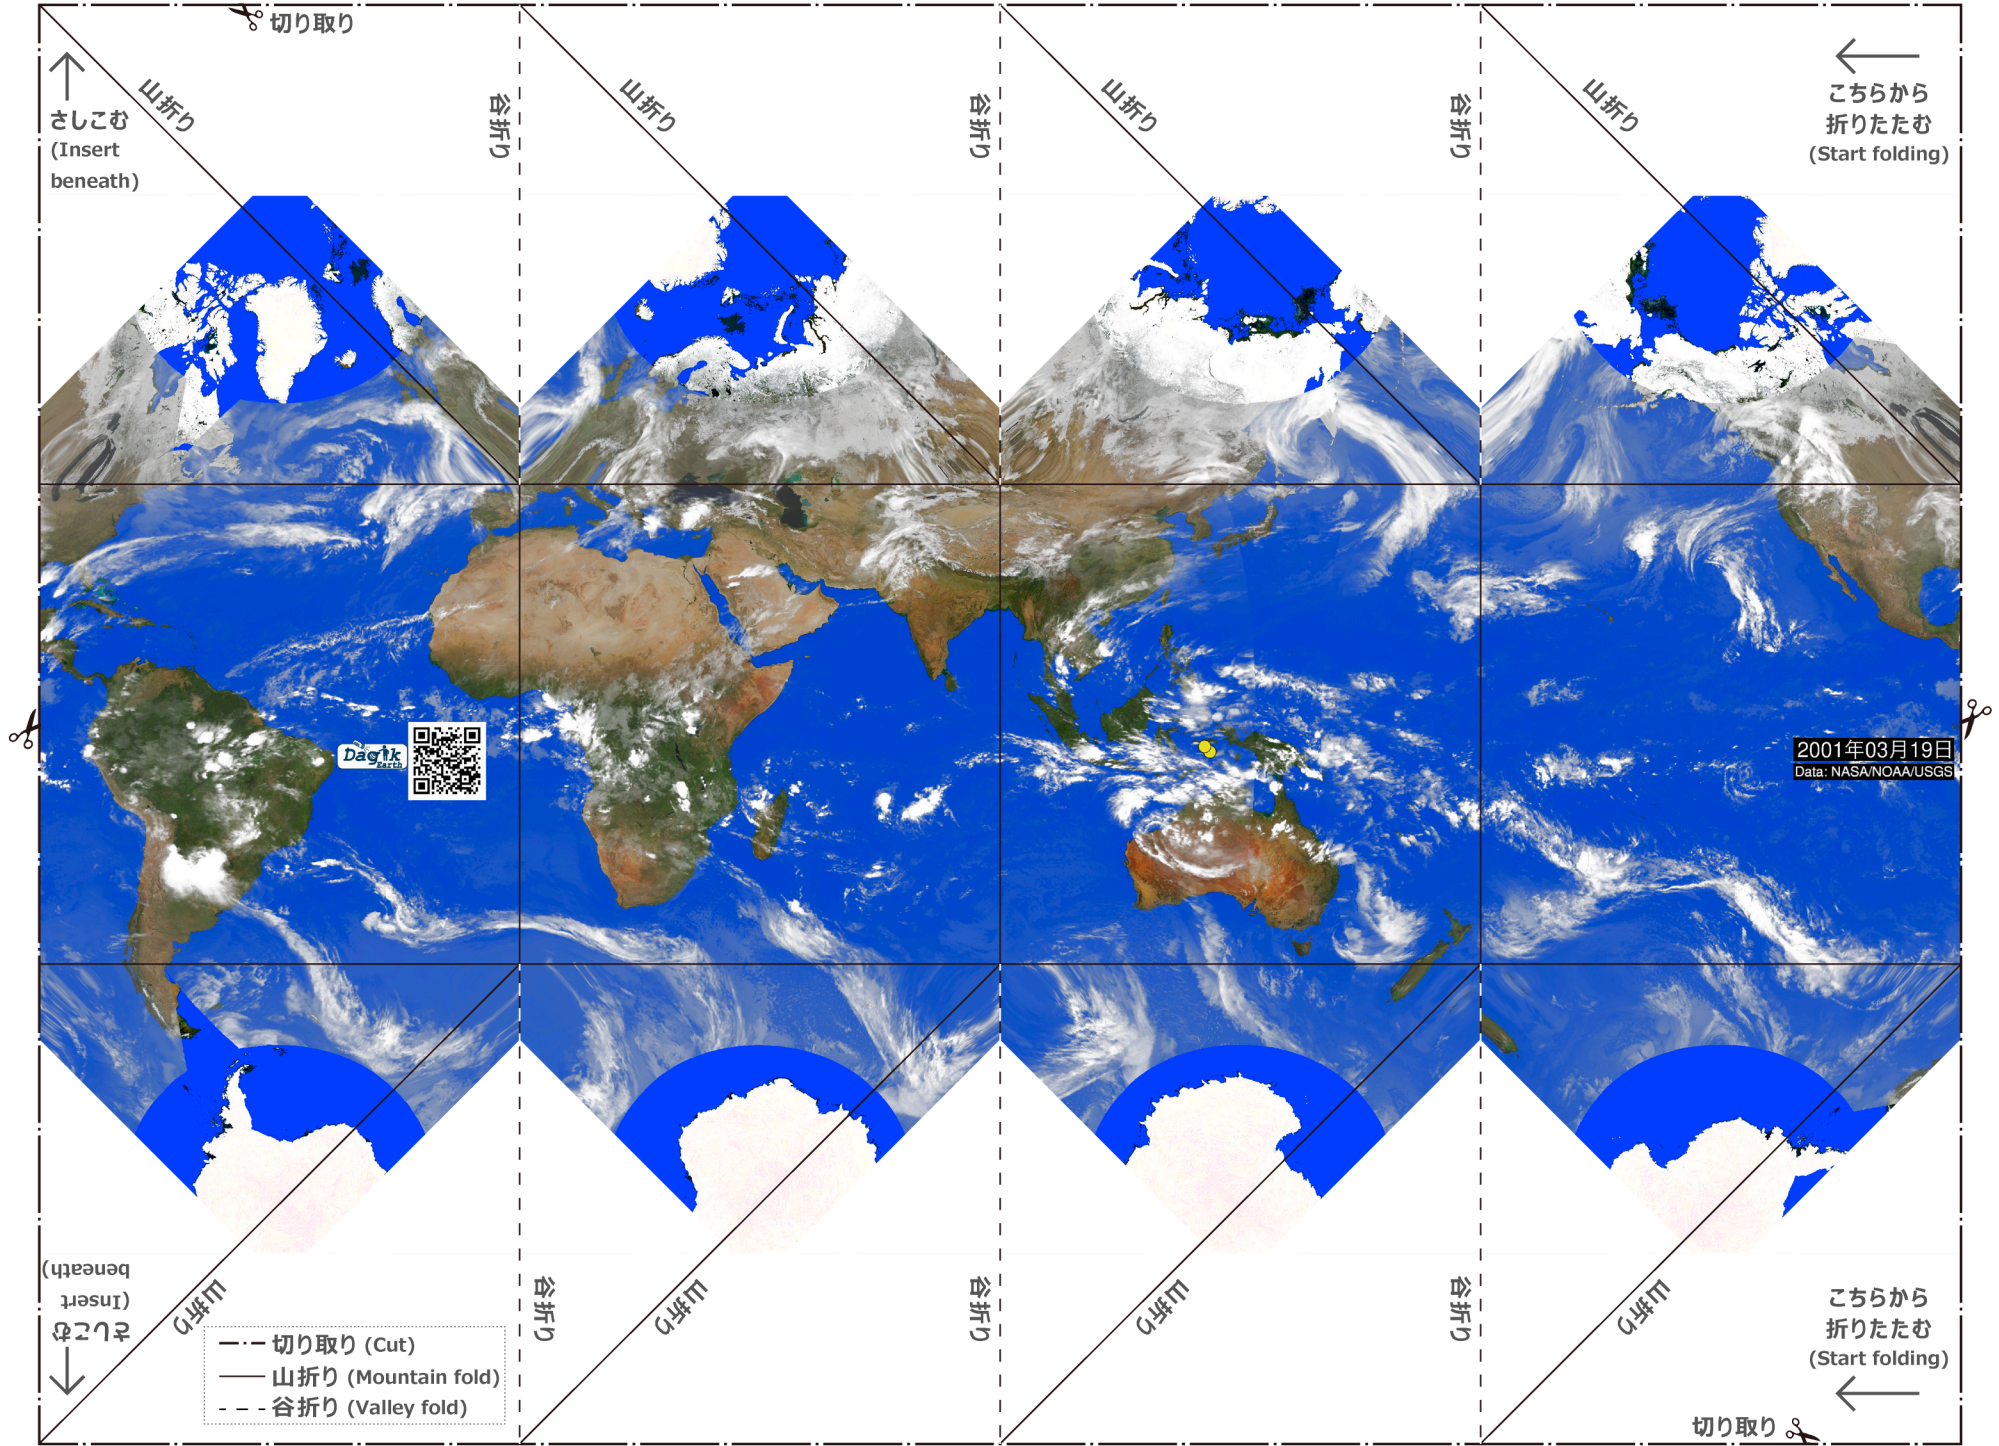 切り取り
さしこむ
(Insert
beneath)
山折り
谷折り
山折り
谷折り
山折り
谷折り
山折り
こちらから
折りたたむ
(Start folding)
Dagik
Earth
2001年03月19日
Data: NASA/NOAA/USGS
さしこむ
(Insert
beneath)
山折り
谷折り
山折り
谷折り
山折り
谷折り
山折り
こちらから
折りたたむ
(Start folding)
切り取り (Cut)
山折り (Mountain fold)
谷折り (Valley fold)
切り取り